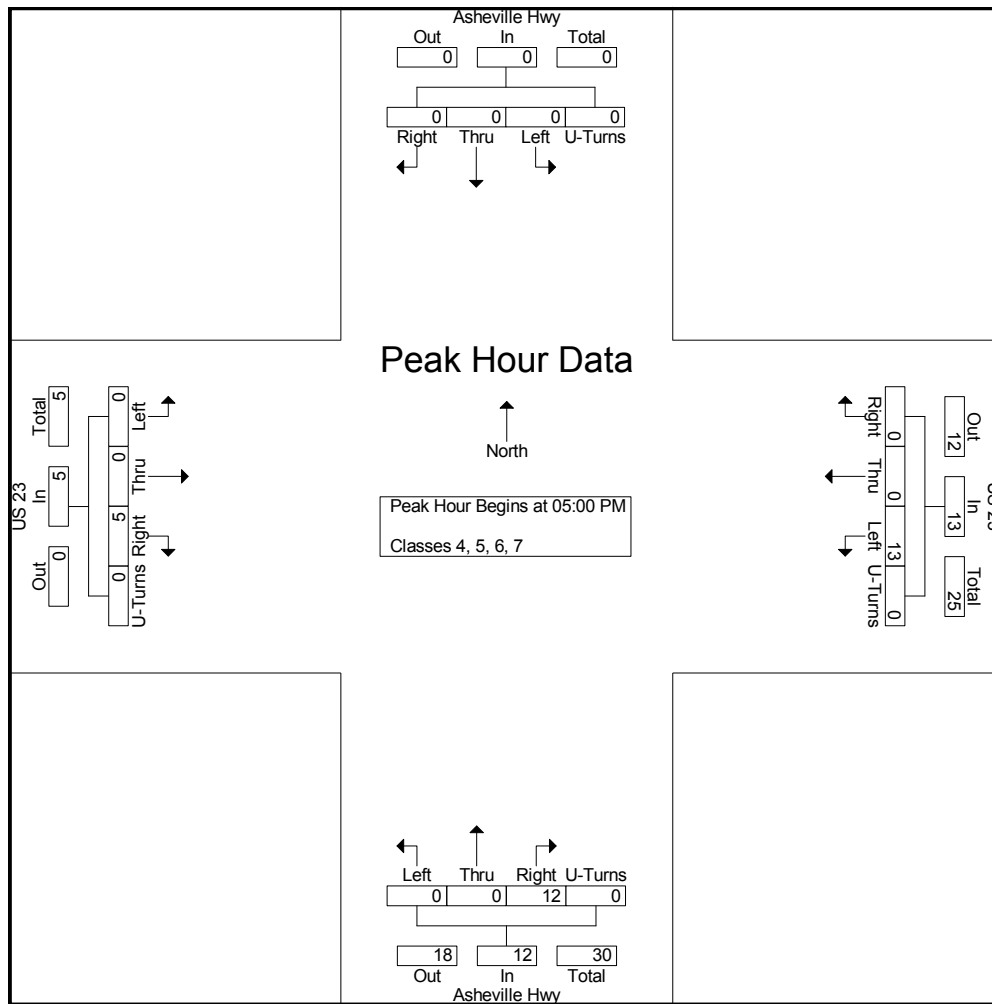 Asheville Hwy
Out In Total
0 0 0
0 0 0 0
Right Thru Left U-Turns
Peak Hour Data
North
Peak Hour Begins at 05:00 PM
Classes 4, 5, 6, 7
US 23
Total In Out
5 5 0
0 0 5 0
Left Thru Right U-Turns
Right Thru Left U-Turns
0 0 13 0
Out In Total
12 13 25
Left Thru Right U-Turns
0 0 12 0
18 12 30
Out In Total
Asheville Hwy